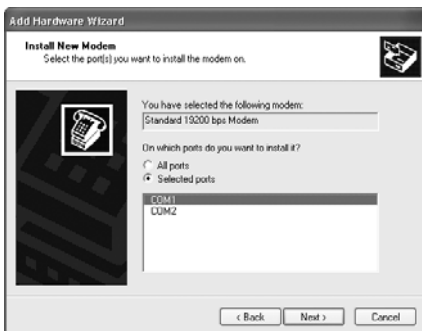 Add Hardware Wizard
Install New Modem
Select the port(s) you want to install the modem on.
You have selected the following modem:
Standard 19200 bps Modem
On which ports do you want to install it?
All ports
Selected ports
COM1
COM2
< Back
Next >
Cancel